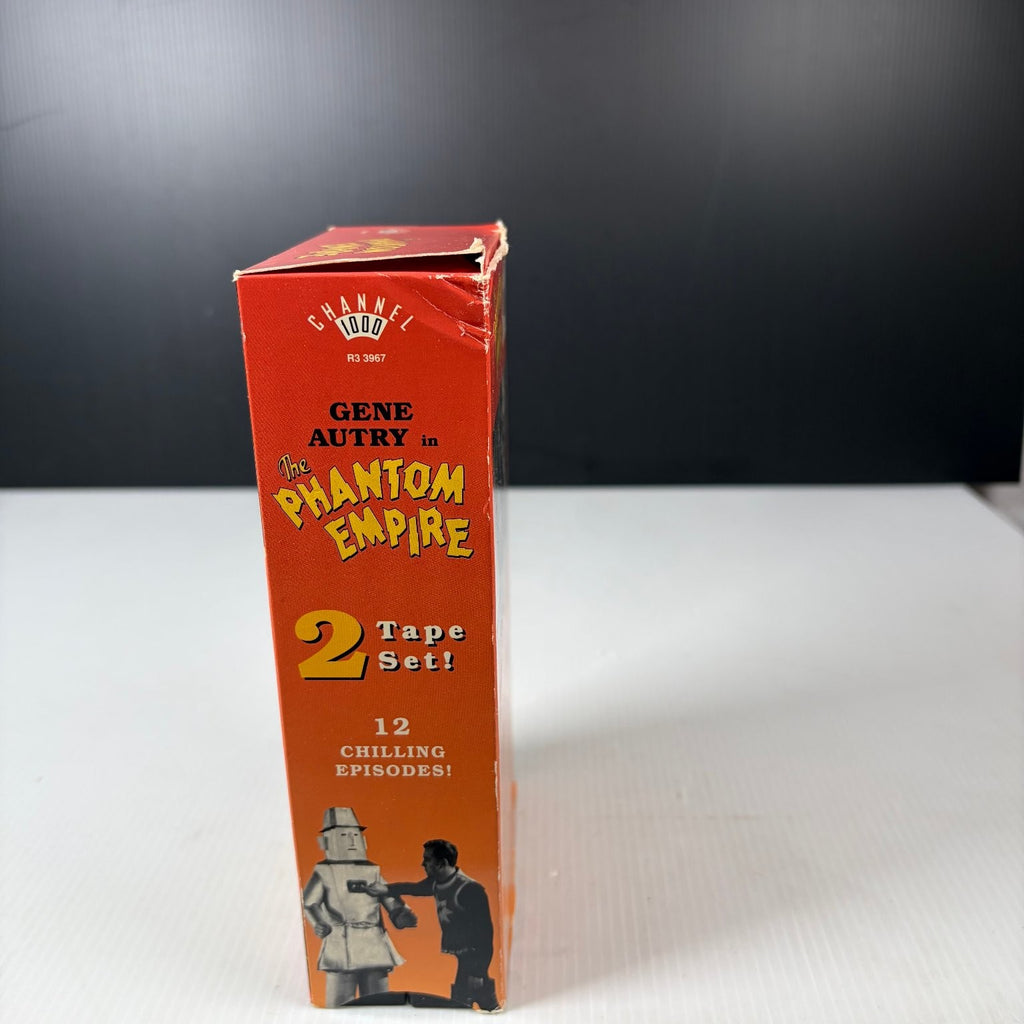 CHANNEL
1000
R3 3967
GENE
AUTRY in
The
PHANTOM
EMPIRE
2 Tape
Set!
12
CHILLING
EPISODES!